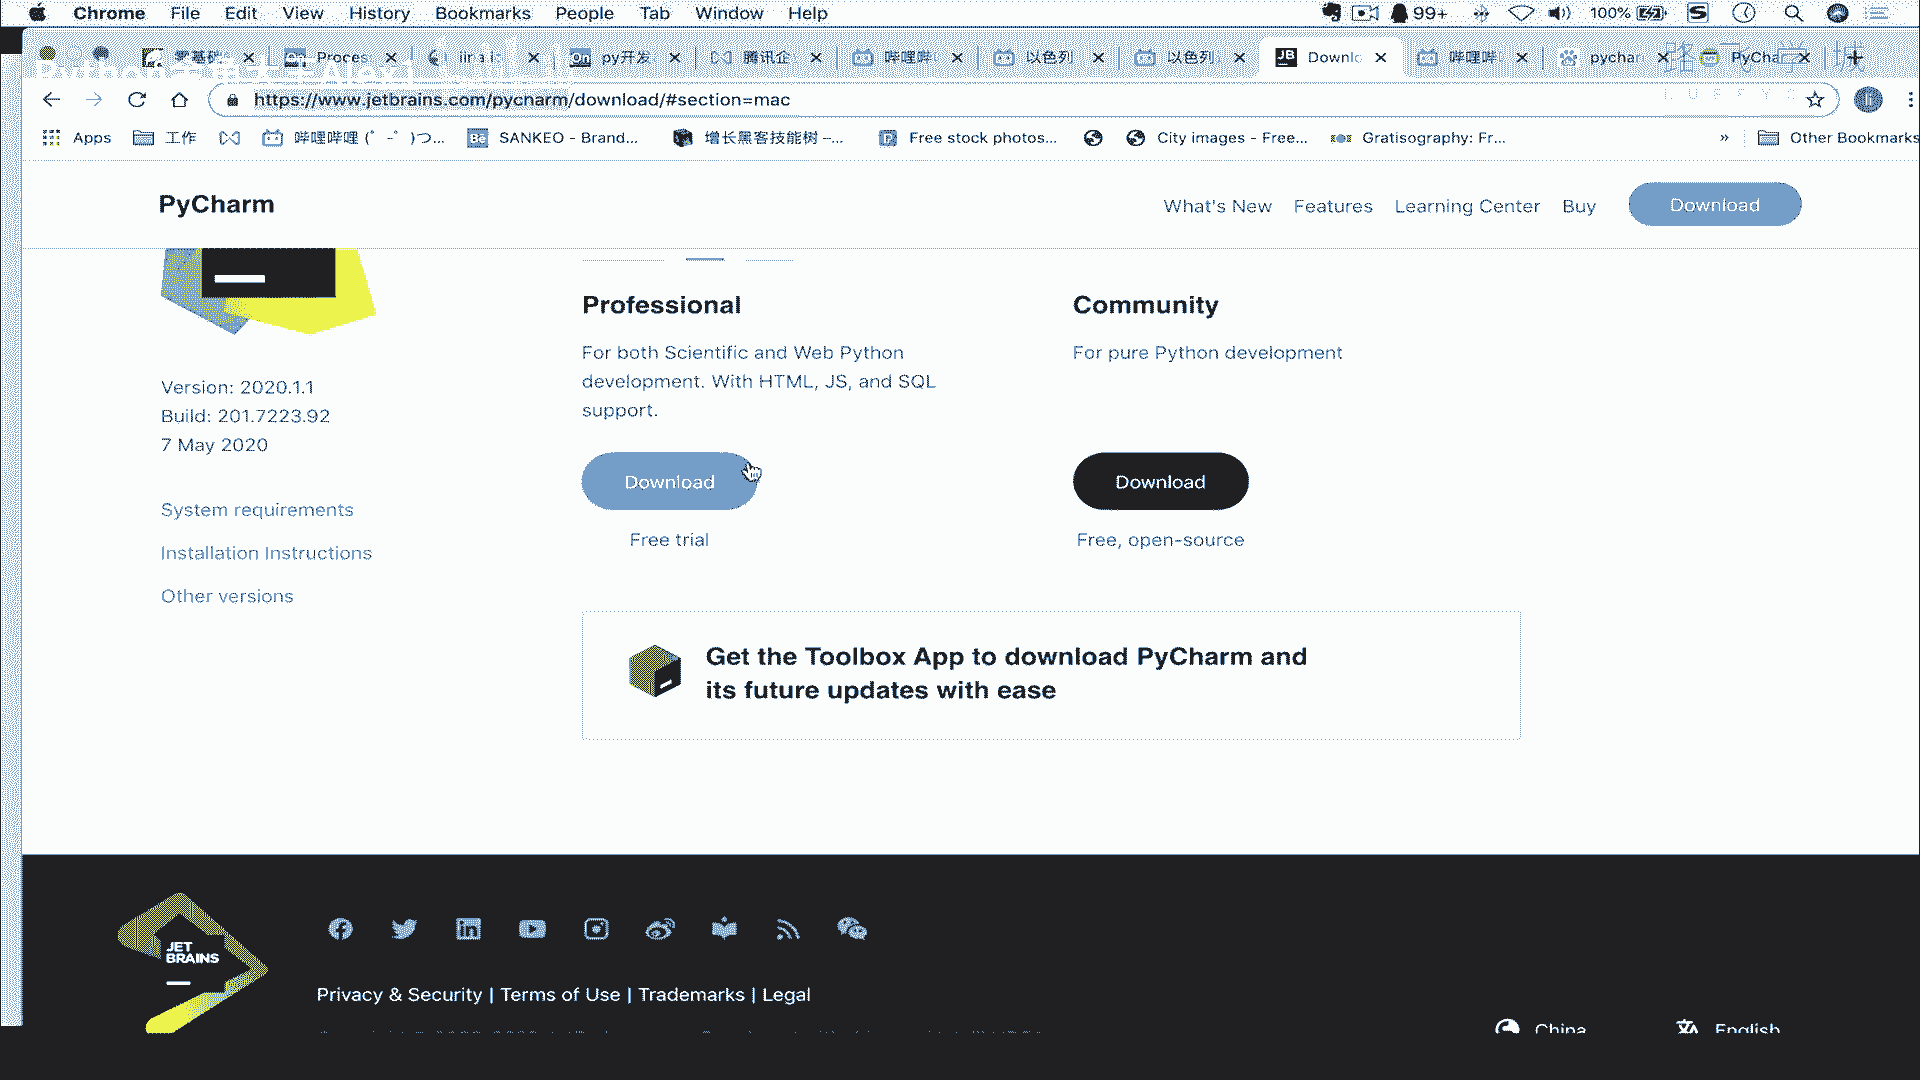 Chrome File Edit View History Bookmarks People Tab Window Help 99+ 100%
Proces py开发 腾讯企 哔哩哔 以色列 以色列 Downlo 哔哩哔 pychar PyCha
https://www.jetbrains.com/pycharm/download/#section=mac
Apps 工作 哔哩哔哩 (゜-゜)つ... SANKEO - Brand... 增长黑客技能树 –... Free stock photos... City images - Free... Gratisography: Fr... » Other Bookmarks
PyCharm What's New Features Learning Center Buy Download
Professional
For both Scientific and Web Python
development. With HTML, JS, and SQL
support.
Download
Free trial
Community
For pure Python development
Download
Free, open-source
Version: 2020.1.1
Build: 201.7223.92
7 May 2020
System requirements
Installation Instructions
Other versions
Get the Toolbox App to download PyCharm and
its future updates with ease
JET
BRAINS
Privacy & Security | Terms of Use | Trademarks | Legal
China English